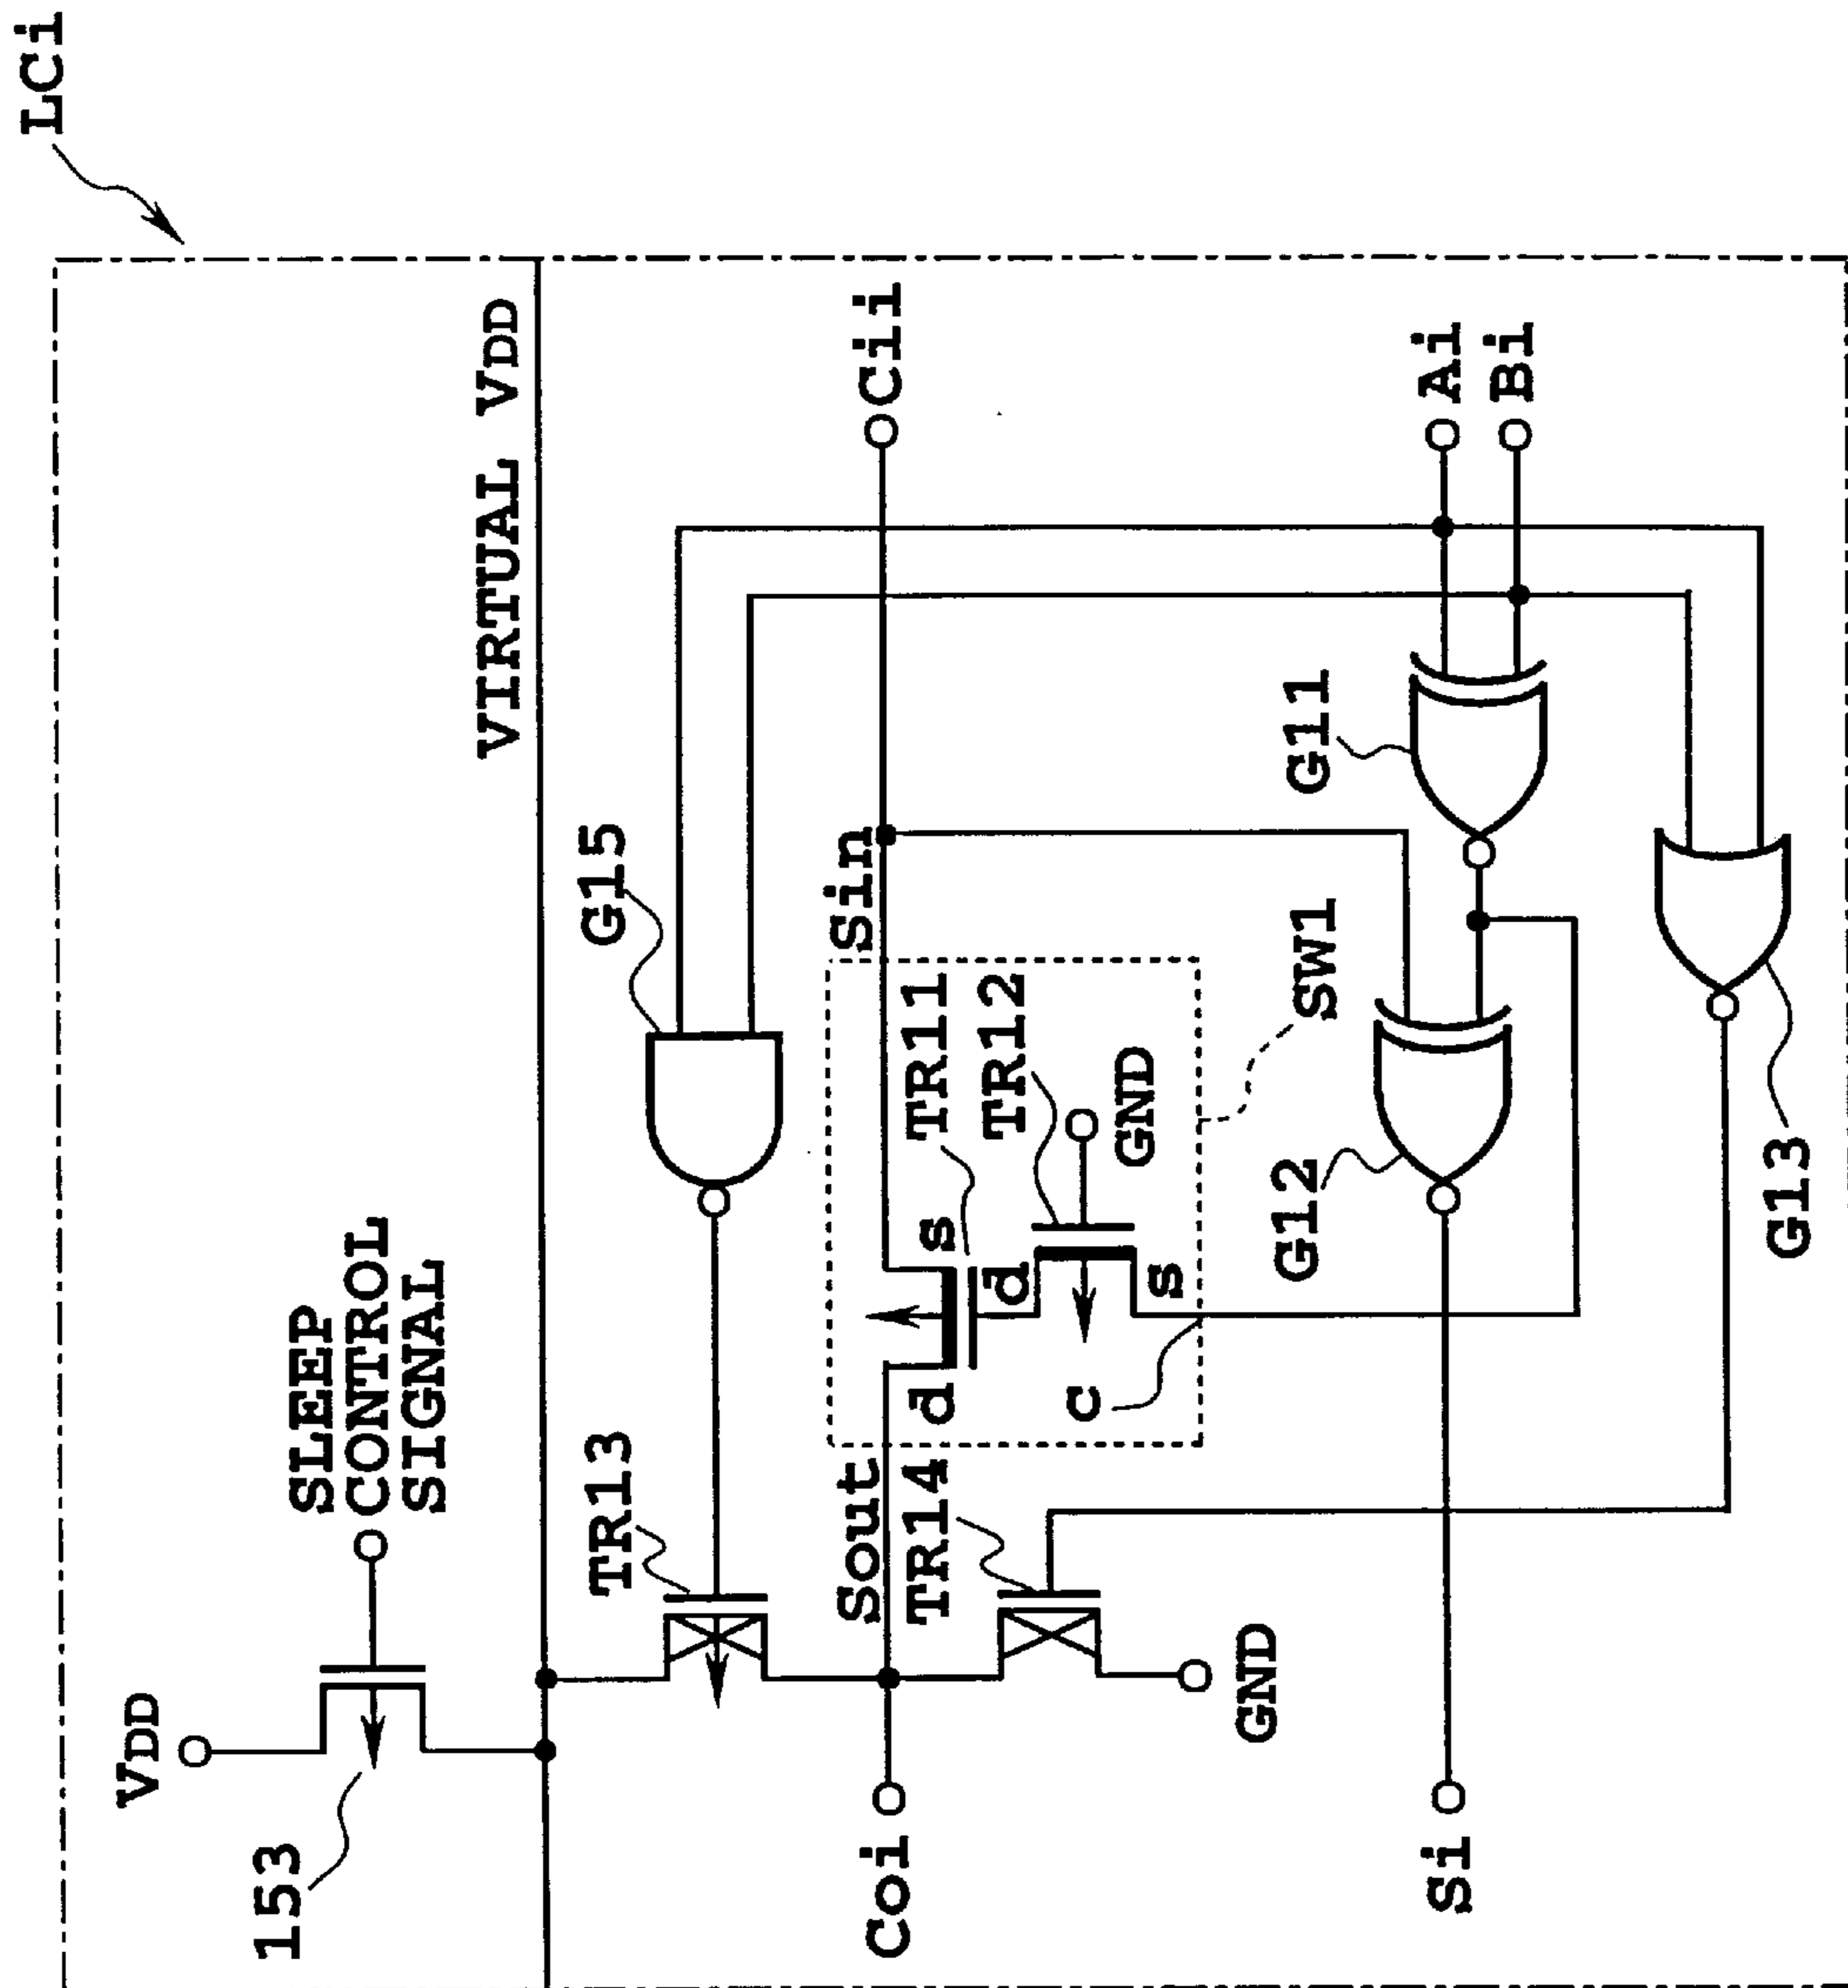 LCi
VDD
153
SLEEP
CONTROL
SIGNAL
VIRTUAL VDD
G15
TR13
Coi
Sout
Sin
Cii
TR14
d
s
TR11
TR12
d
GND
s
c
SW1
GND
G12
G11
Ai
Bi
Si
G13